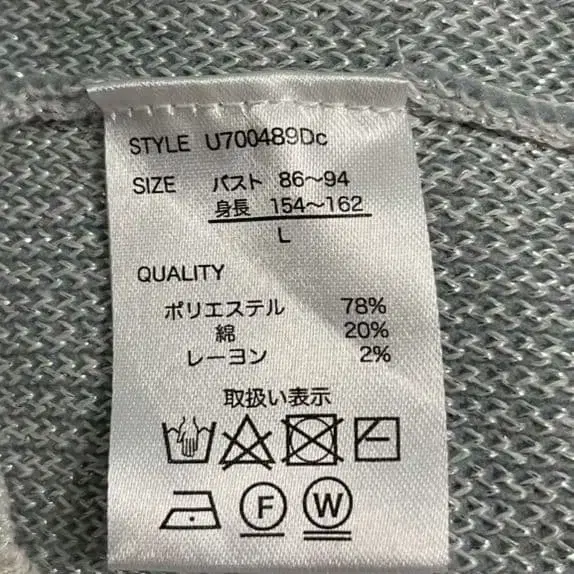 STYLE U700489Dc
SIZE バスト 86〜94
身長 154〜162
L
QUALITY
ポリエステル 78%
綿 20%
レーヨン 2%
取扱い表示
F W